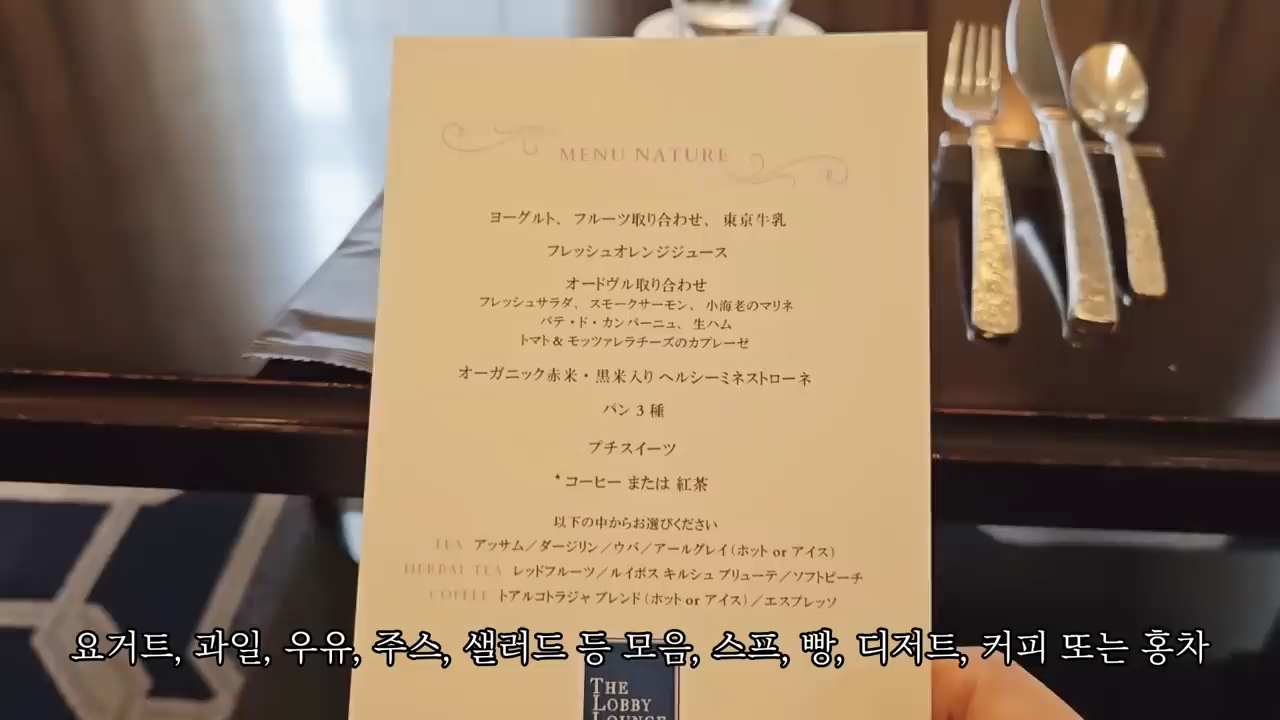 MENU NATURE
ヨーグルト、フルーツ取り合わせ、東京牛乳
フレッシュオレンジジュース
オードヴル取り合わせ
フレッシュサラダ、スモークサーモン、小海老のマリネ
パテ・ド・カンパーニュ、生ハム
トマト&モッツァレラチーズのカプレーゼ
オーガニック赤米・黒米入りヘルシーミネストローネ
パン3種
プチスイーツ
*コーヒー または 紅茶
以下の中からお選びください
TEA アッサム/ダージリン/ウバ/アールグレイ(ホット or アイス)
HERBAL TEA レッドフルーツ/ルイボス キルシュ ブリューテ/ソフトピーチ
COFFEE トアルコトラジャ ブレンド(ホット or アイス)/エスプレッソ
요거트, 과일, 우유, 주스, 샐러드 등 모음, 스프, 빵, 디저트, 커피 또는 홍차
THE
LOBBY
LOUNGE